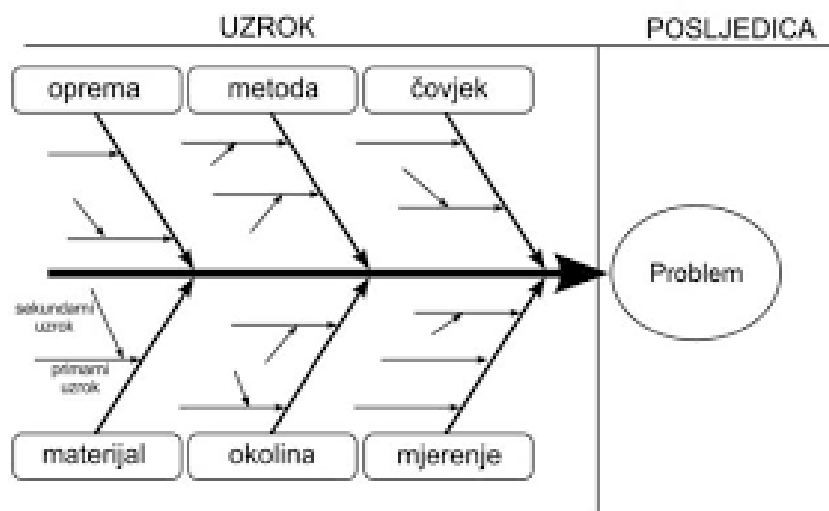 UZROK
POSLJEDICA
oprema
metoda
čovjek
Problem
sekundarni
uzrok
primarni
uzrok
materijal
okolina
mjerenje